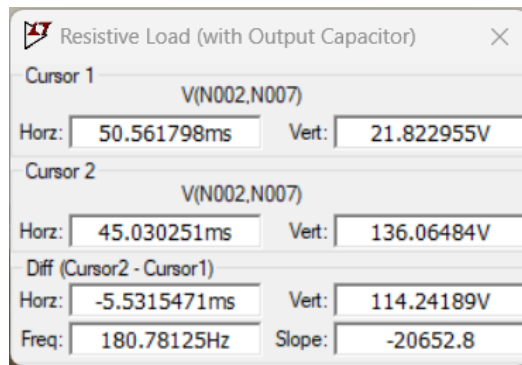 Resistive Load (with Output Capacitor)
Cursor 1
V(N002,N007)
Horz: 50.561798ms Vert: 21.822955V
Cursor 2
V(N002,N007)
Horz: 45.030251ms Vert: 136.06484V
Diff (Cursor2 - Cursor1)
Horz: -5.5315471ms Vert: 114.24189V
Freq: 180.78125Hz Slope: -20652.8